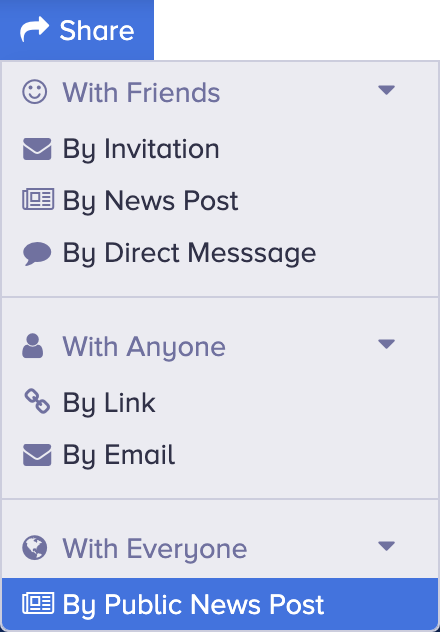 Share
With Friends
By Invitation
By News Post
By Direct Messsage
With Anyone
By Link
By Email
With Everyone
By Public News Post